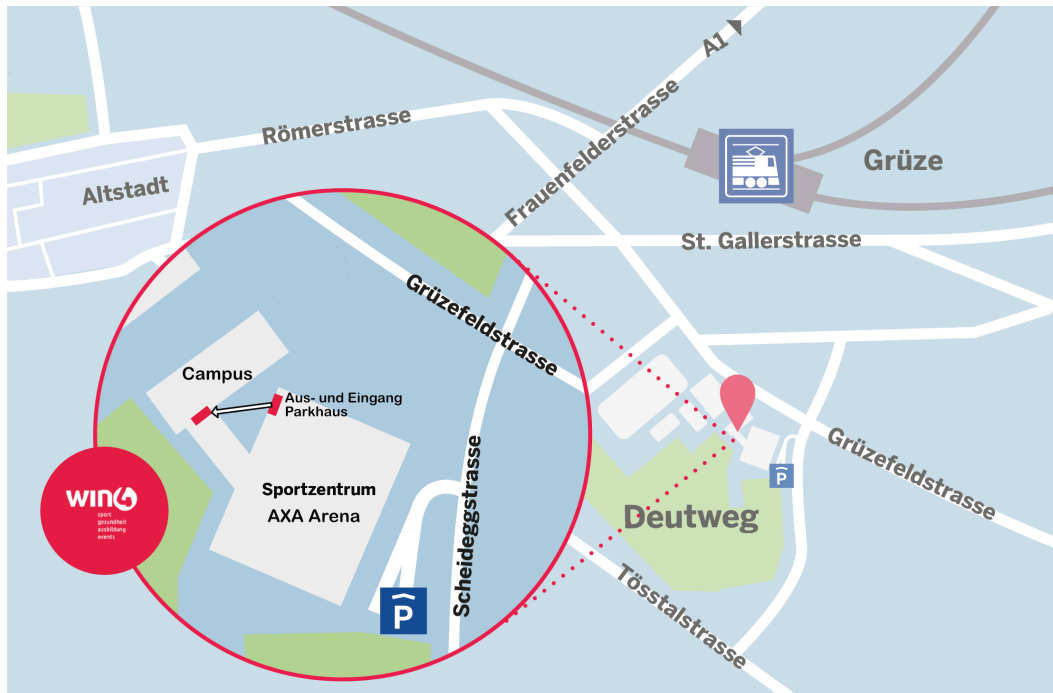 A1
Römerstrasse
Frauenfelderstrasse
Grüze
Altstadt
St. Gallerstrasse
Grüzefeldstrasse
Campus
Aus- und Eingang
Parkhaus
Grüzefeldstrasse
Sportzentrum
AXA Arena
Scheideggstrasse
P
P
WIN4
sport
gesundheit
ausbildung
events
Deutweg
Tösstalstrasse